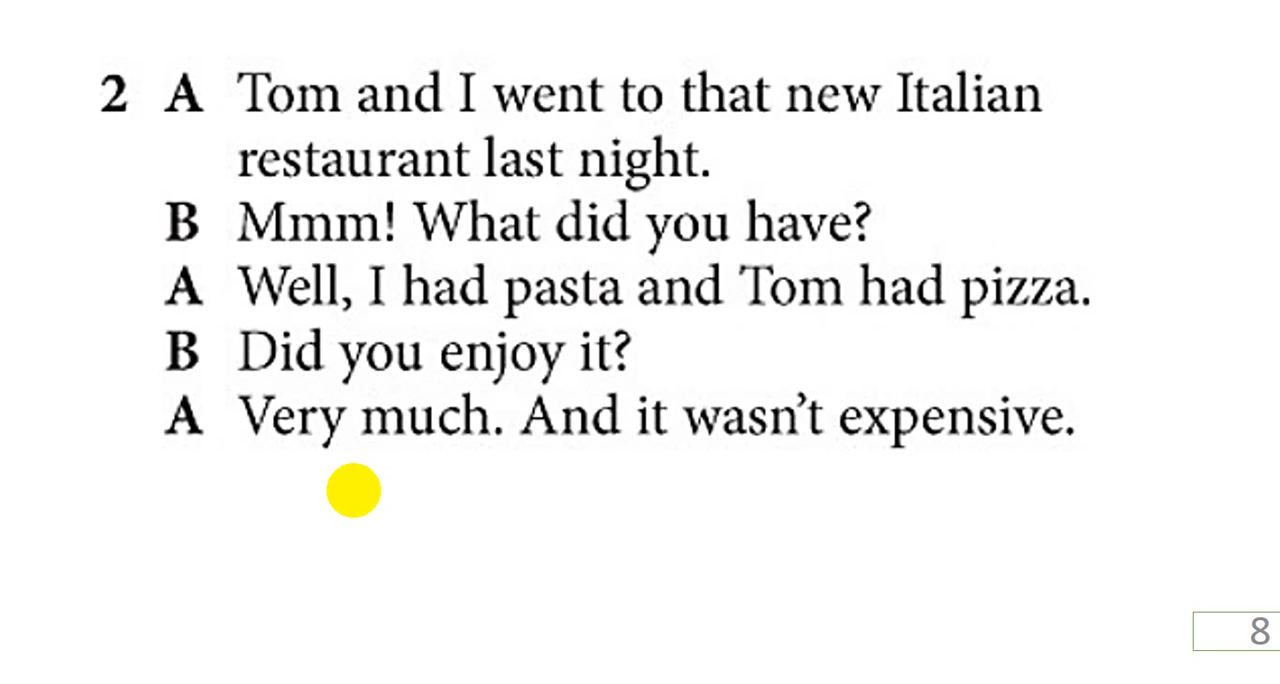 2 A Tom and I went to that new Italian
restaurant last night.
B Mmm! What did you have?
A Well, I had pasta and Tom had pizza.
B Did you enjoy it?
A Very much. And it wasn’t expensive.
8